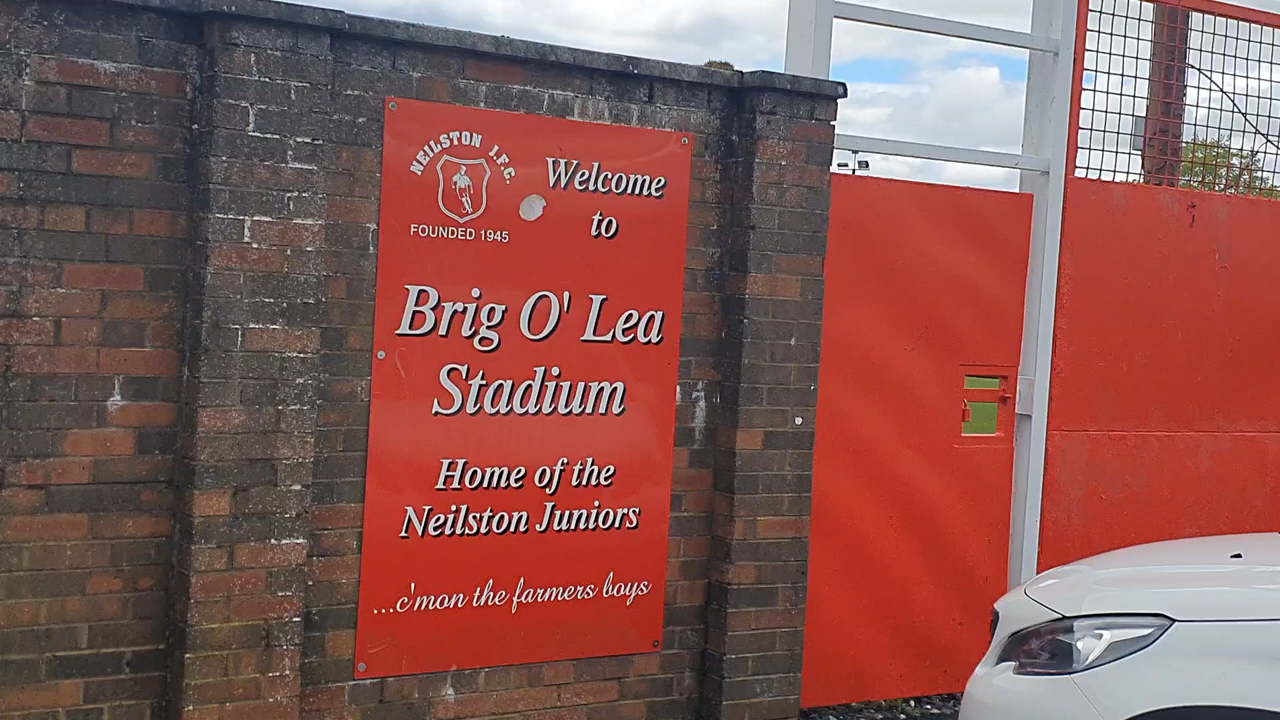 NEILSTON J.F.C.
FOUNDED 1945
Welcome
to
Brig O' Lea
Stadium
Home of the
Neilston Juniors
...c'mon the farmers boys